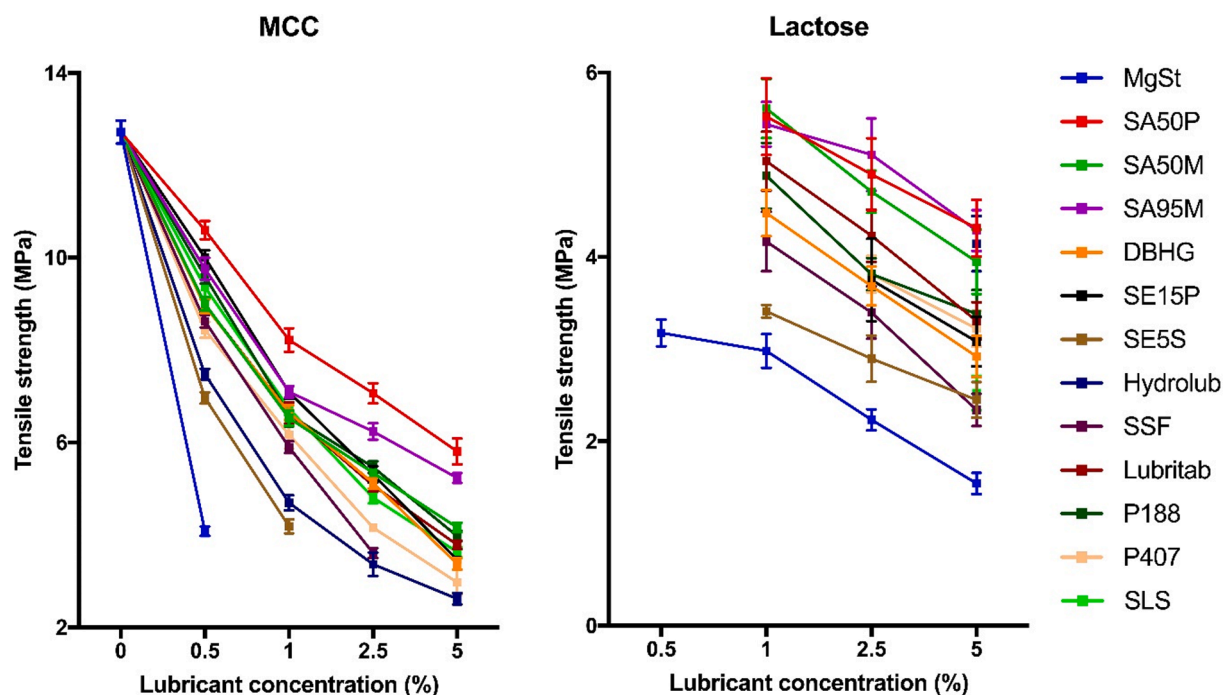 MCC
14
10
6
2
Tensile strength (MPa)
0 0.5 1 2.5 5
Lubricant concentration (%)
Lactose
6
4
2
0
Tensile strength (MPa)
0.5 1 2.5 5
Lubricant concentration (%)
MgSt
SA50P
SA50M
SA95M
DBHG
SE15P
SE5S
Hydrolub
SSF
Lubritab
P188
P407
SLS